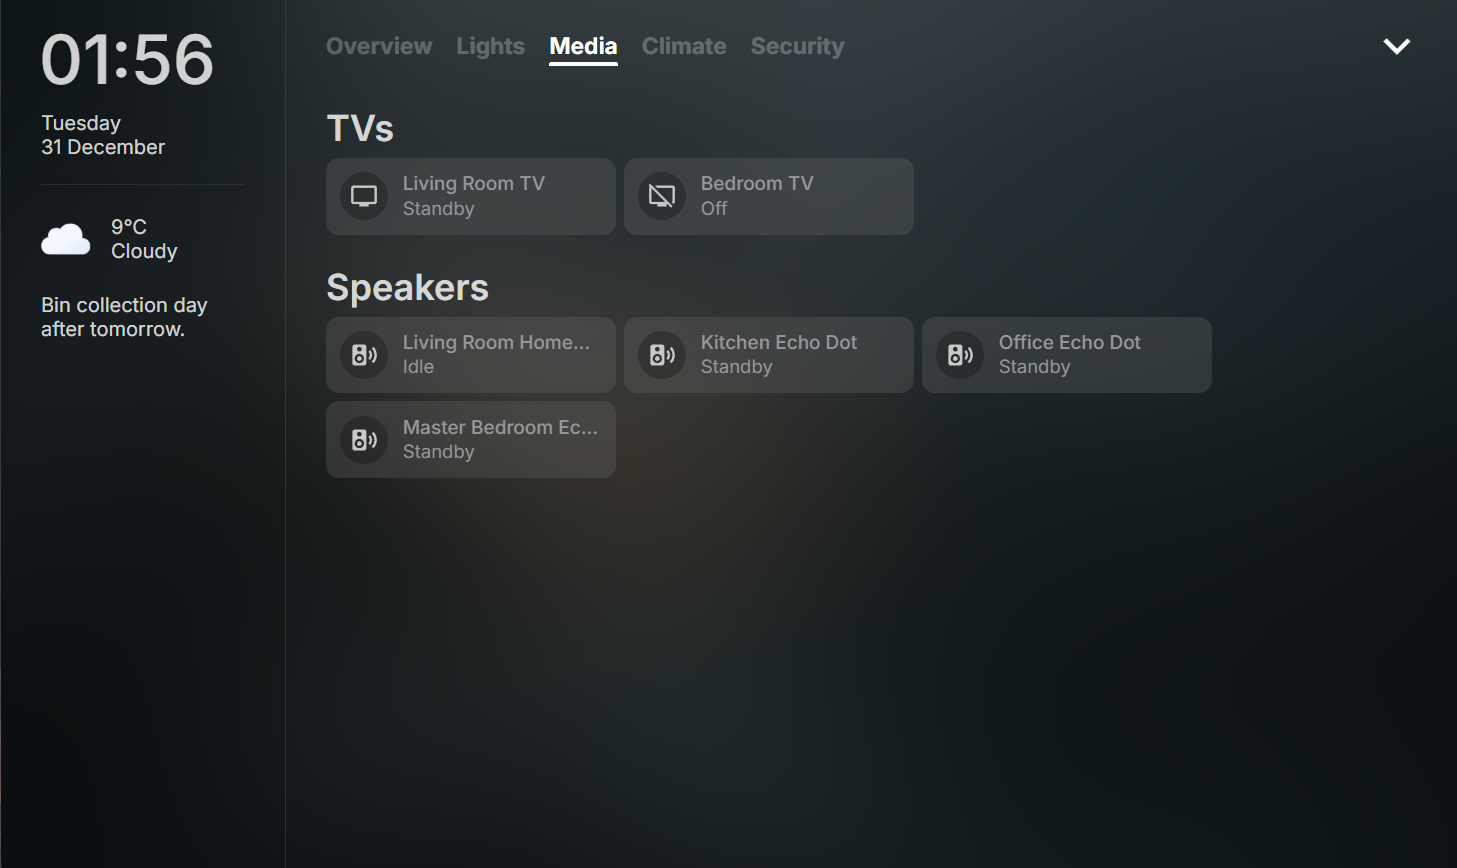 01:56
Tuesday
31 December
9°C
Cloudy
Bin collection day
after tomorrow.
Overview Lights Media Climate Security
TVs
Living Room TV
Standby
Bedroom TV
Off
Speakers
Living Room Home...
Idle
Kitchen Echo Dot
Standby
Office Echo Dot
Standby
Master Bedroom Ec...
Standby